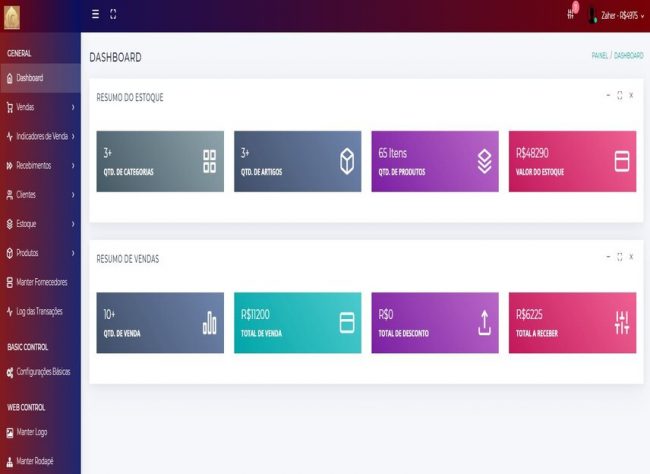 Zaher - R$4975
GENERAL
Dashboard
Vendas
Indicadores de Venda
Recebimentos
Clientes
Estoque
Produtos
Manter Fornecedores
Log das Transações
BASIC CONTROL
Configurações Básicas
WEB CONTROL
Manter Logo
Manter Rodapé
DASHBOARD
PAINEL / DASHBOARD
RESUMO DO ESTOQUE
3+
QTD. DE CATEGORIAS
3+
QTD. DE ARTIGOS
65 Itens
QTD. DE PRODUTOS
R$48290
VALOR DO ESTOQUE
RESUMO DE VENDAS
10+
QTD. DE VENDA
R$11200
TOTAL DE VENDA
R$0
TOTAL DE DESCONTO
R$6225
TOTAL A RECEBER